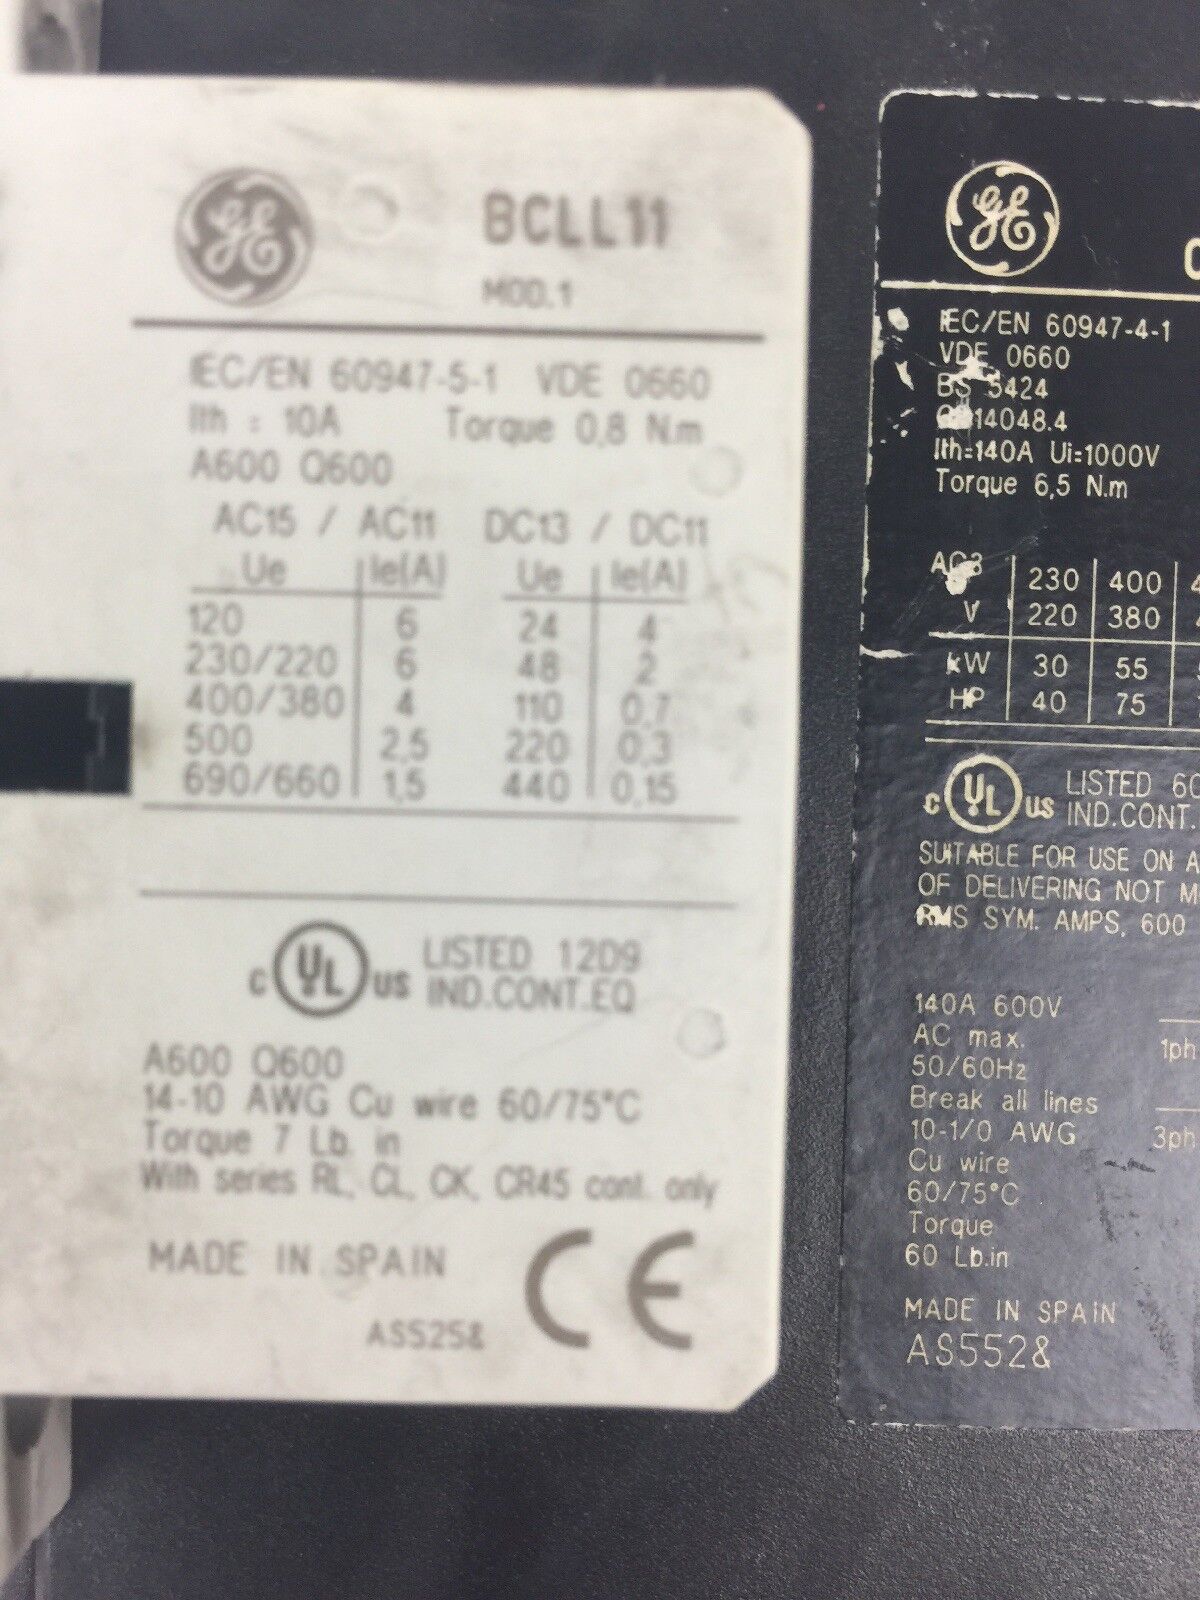 GE
BCLL11
MOD.1
IEC/EN 60947-5-1 VDE 0660
Ith : 10A Torque 0,8 N.m
A600 Q600
AC15 / AC11 DC13 / DC11
Ue Ie(A) Ue Ie(A)
120 6 24 4
230/220 6 48 2
400/380 4 110 0,7
500 2,5 220 0,3
690/660 1,5 440 0,15
C UL US LISTED 12D9
IND.CONT.EQ
A600 Q600
14-10 AWG Cu wire 60/75°C
Torque 7 Lb. in
With series RL, CL, CK, CR45 cont. only
MADE IN SPAIN
CE
AS525&
GE
C
IEC/EN 60947-4-1
VDE 0660
BS 5424
14048.4
Ith=140A Ui=1000V
Torque 6,5 N.m
AC3 230 400
V 220 380
kW 30 55
HP 40 75
C UL US LISTED
IND.CONT.
SUITABLE FOR USE ON A
OF DELIVERING NOT M
RMS SYM. AMPS, 600
140A 600V
AC max.
50/60Hz
1ph
Break all lines
10-1/0 AWG
3ph
Cu wire
60/75°C
Torque
60 Lb.in
MADE IN SPAIN
AS552&